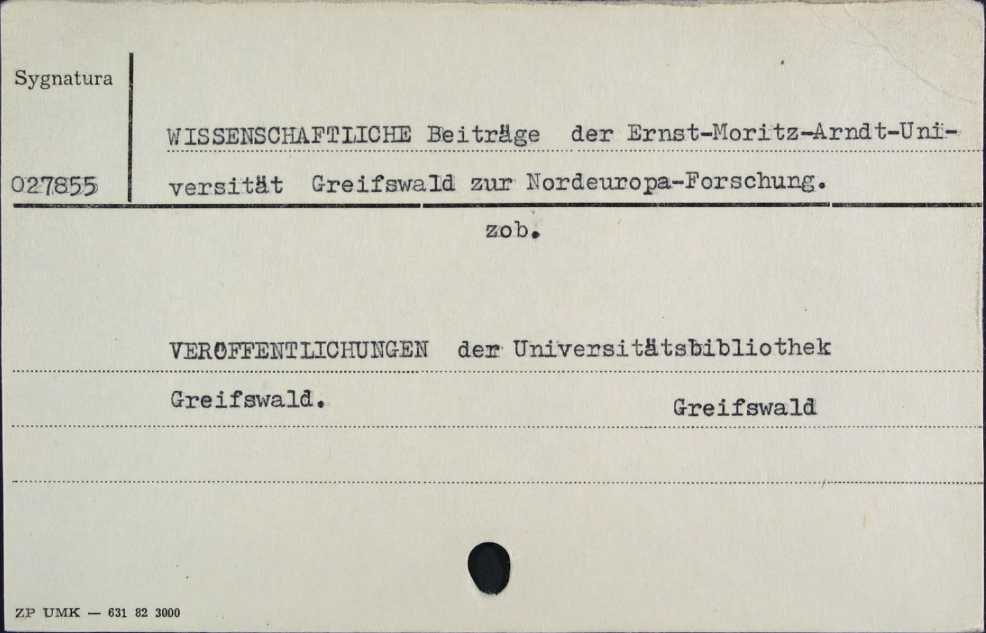 Sygnatura
WISSENSCHAFTLICHE Beiträge der Ernst-Moritz-Arndt-Uni-
027855 versität Greifswald zur Nordeuropa-Forschung.
zob.
VERÖFFENTLICHUNGEN der Universitätsbibliothek
Greifswald.
Greifswald
ZP UMK — 631 82 3000